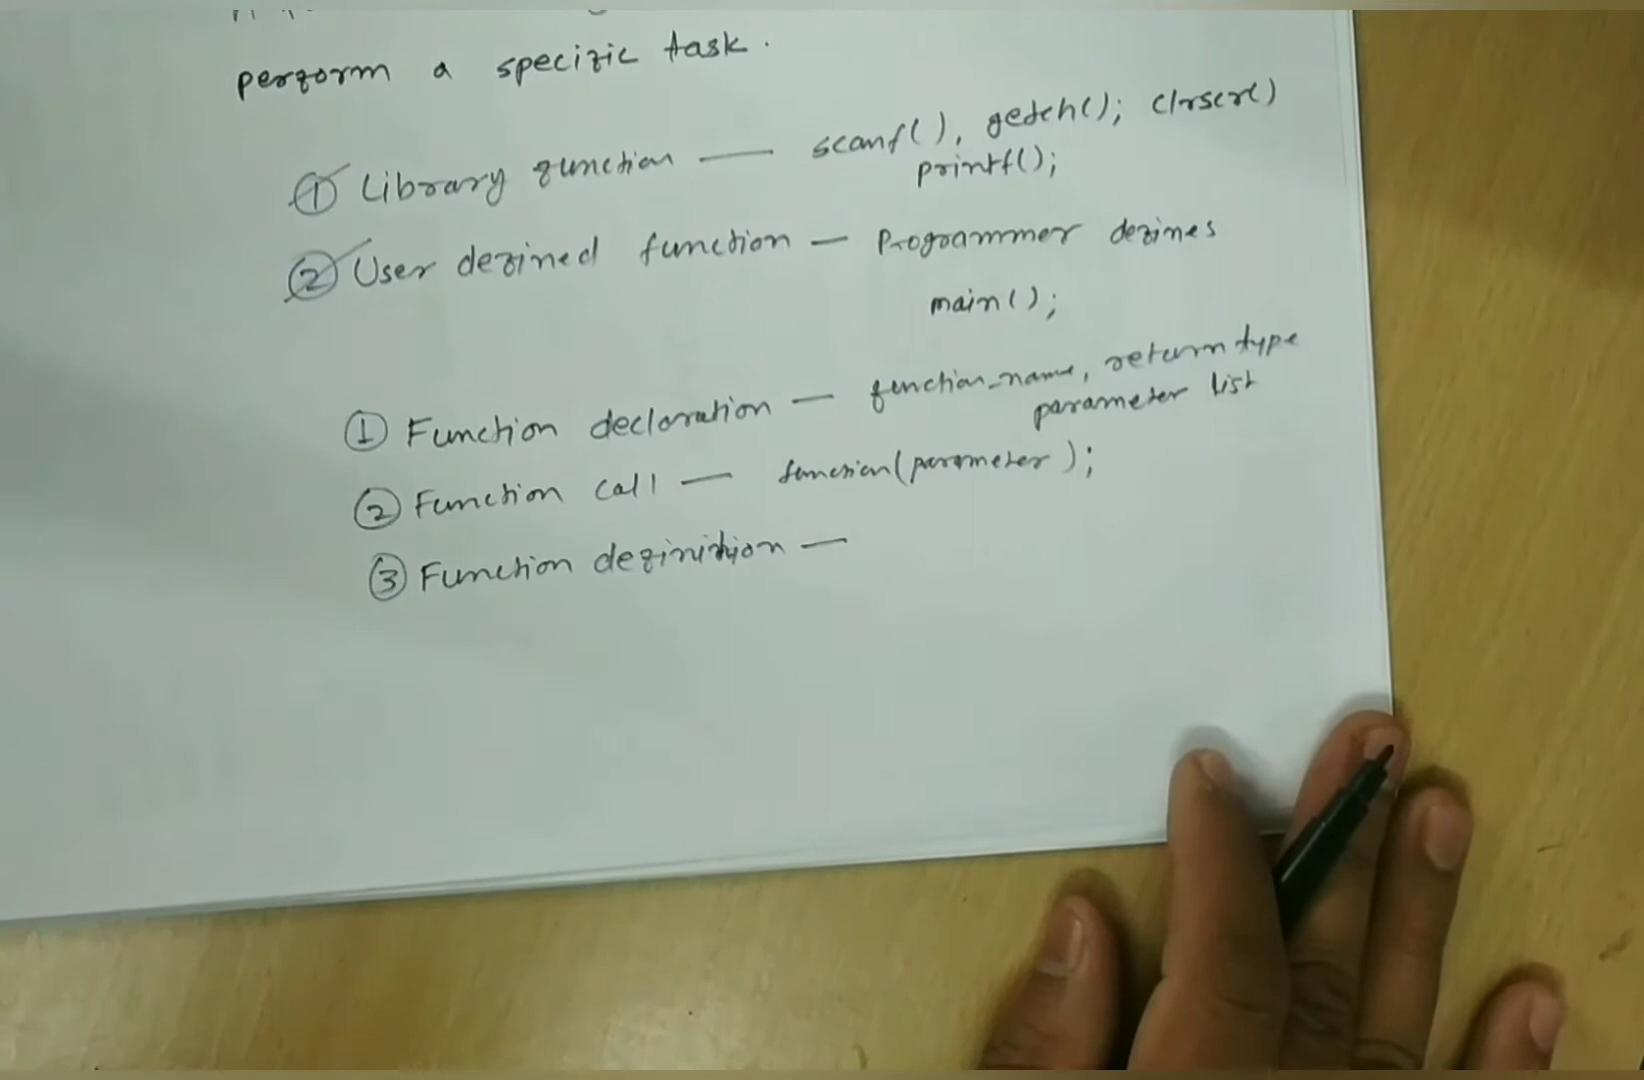 perform a specific task.
① Library function — scanf(), getch(); clrscr()
printf();
② User defined function — Programmer defines
main();
① Function declaration — function_name, return type
parameter list
② Function call — function(parameter);
③ Function definition —